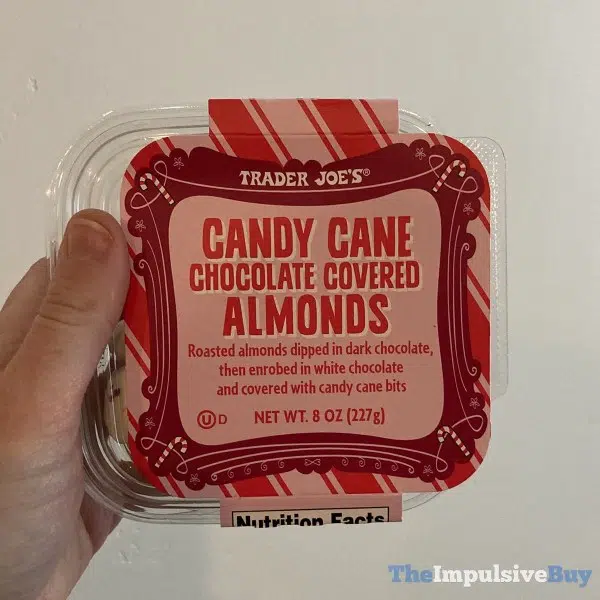 TRADER JOE'S®
CANDY CANE
CHOCOLATE COVERED
ALMONDS
Roasted almonds dipped in dark chocolate,
then enrobed in white chocolate
and covered with candy cane bits
Ⓤ D NET WT. 8 OZ (227g)
Nutrition Facts
TheImpulsiveBuy